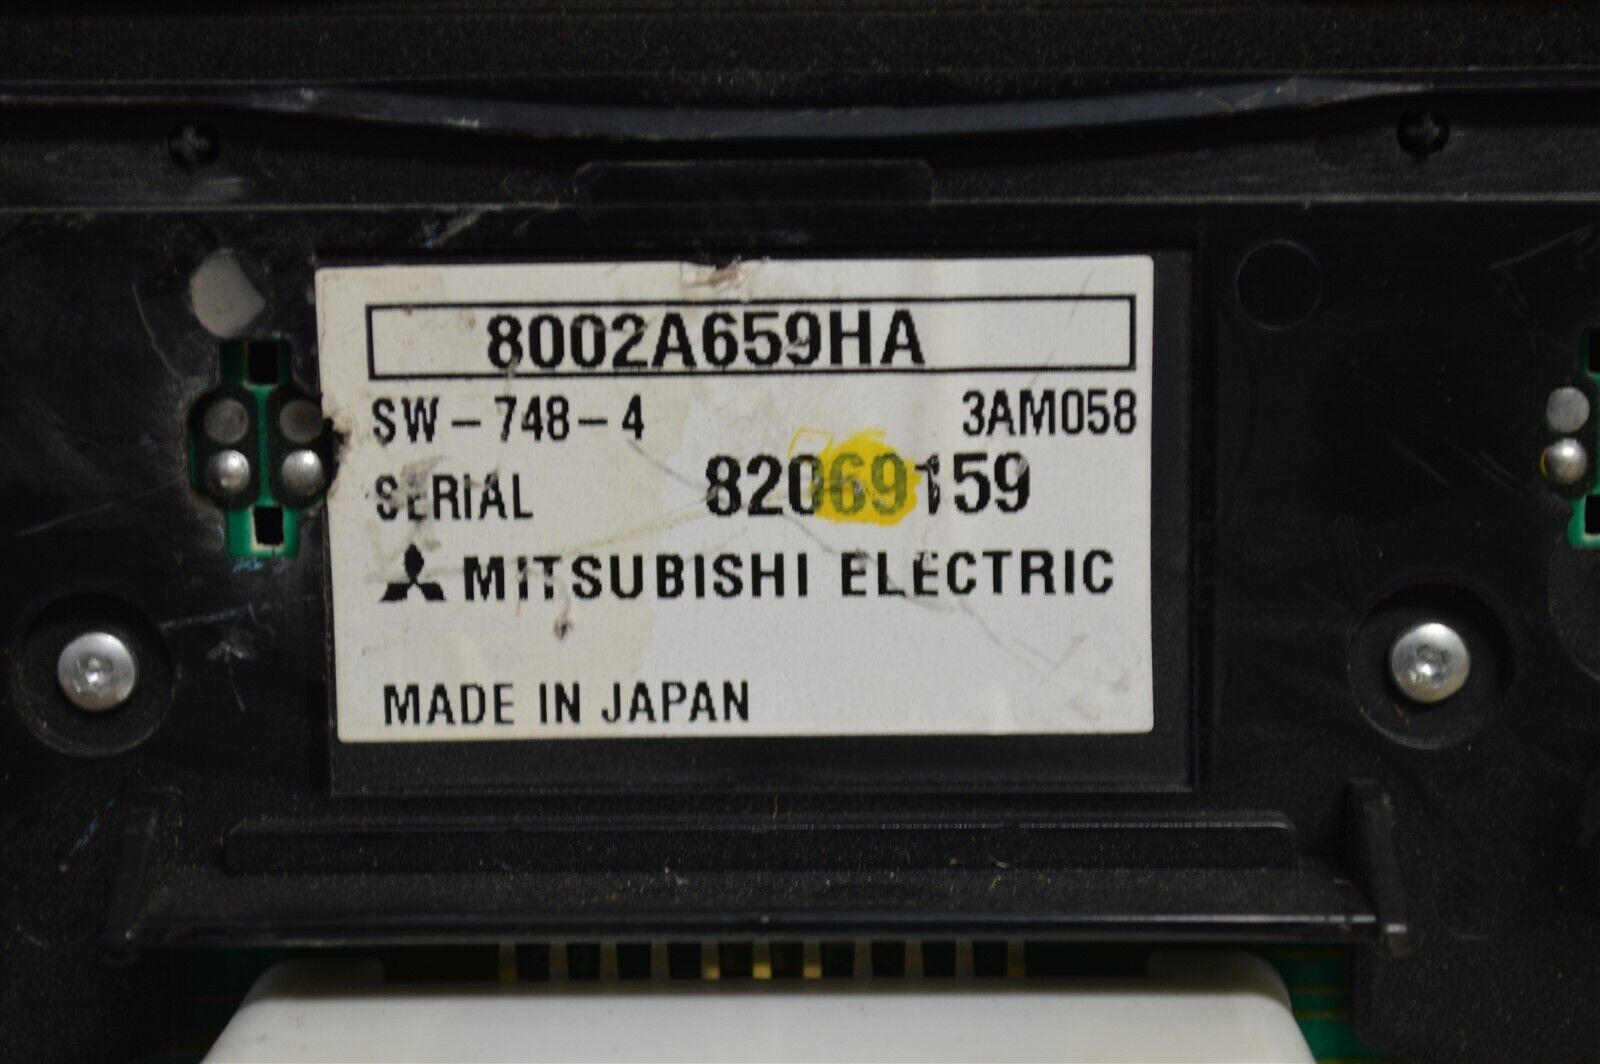 8002A659HA
SW-748-4 3AM058
SERIAL 82069159
MITSUBISHI ELECTRIC
MADE IN JAPAN